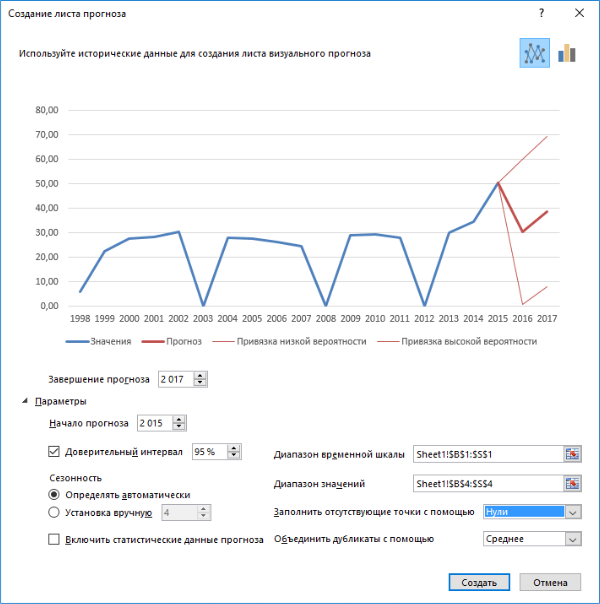 Создание листа прогноза
?
Используйте исторические данные для создания листа визуального прогноза
80,00
70,00
60,00
50,00
40,00
30,00
20,00
10,00
0,00
1998 1999 2000 2001 2002 2003 2004 2005 2006 2007 2008 2009 2010 2011 2012 2013 2014 2015 2016 2017
Значения Прогноз Привязка низкой вероятности Привязка высокой вероятности
Завершение прогноза 2 017
Параметры
Начало прогноза 2 015
Доверительный интервал 95 %
Диапазон временной шкалы Sheet1!$B$1:$S$1
Сезонность
Определять автоматически
Диапазон значений Sheet1!$B$4:$S$4
Установка вручную 4
Заполнить отсутствующие точки с помощью Нули
Включить статистические данные прогноза
Объединить дубликаты с помощью Среднее
Создать Отмена